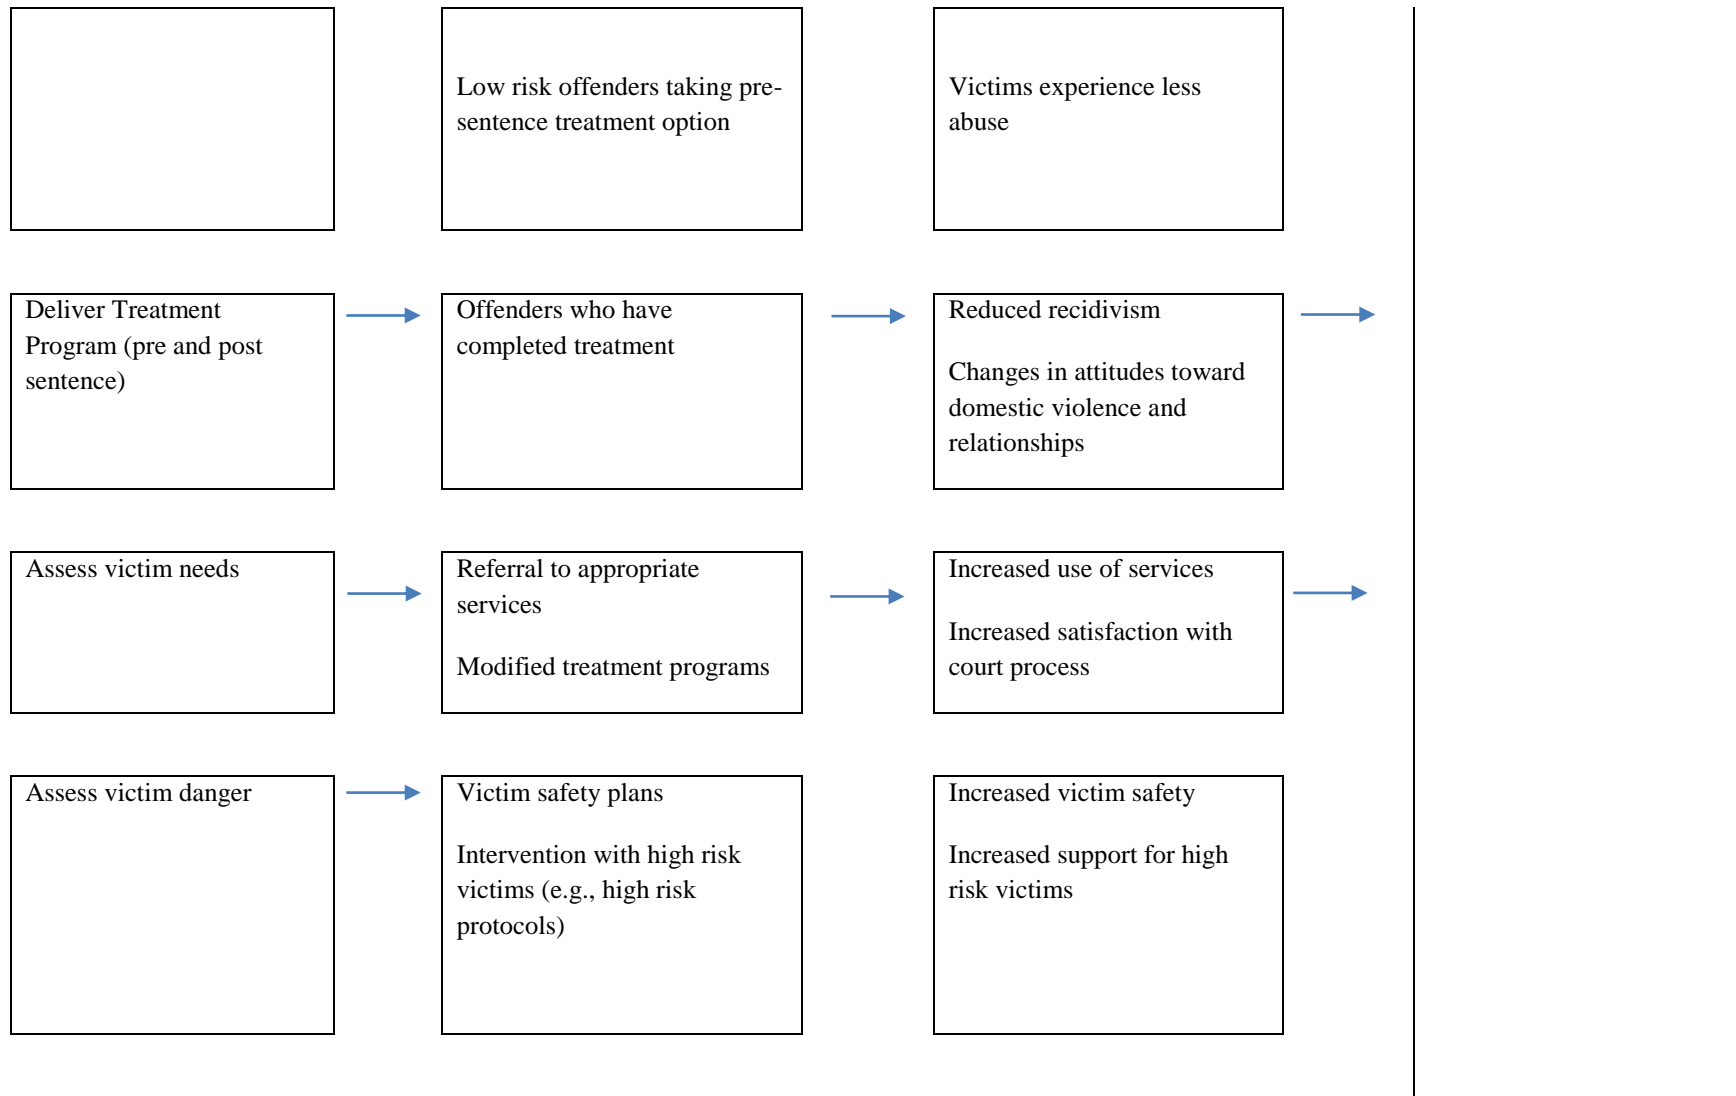 Low risk offenders taking pre-
sentence treatment option
Victims experience less
abuse
Deliver Treatment
Program (pre and post
sentence)
Offenders who have
completed treatment
Reduced recidivism
Changes in attitudes toward
domestic violence and
relationships
Assess victim needs
Referral to appropriate
services
Modified treatment programs
Increased use of services
Increased satisfaction with
court process
Assess victim danger
Victim safety plans
Intervention with high risk
victims (e.g., high risk
protocols)
Increased victim safety
Increased support for high
risk victims